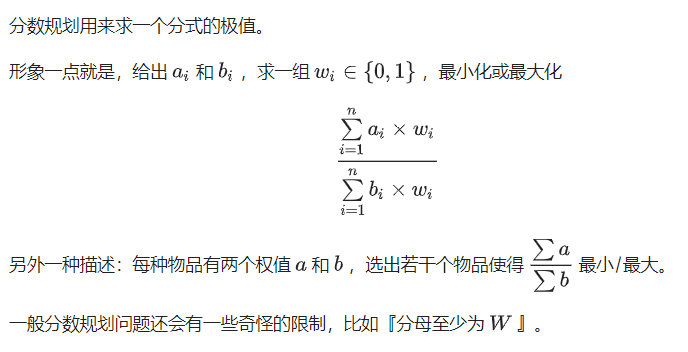 分数规划用来求一个分式的极值。
形象一点就是，给出 $a_i$ 和 $b_i$ ，求一组 $w_i \in \{0,1\}$ ，最小化或最大化
$$\frac{\sum\limits_{i=1}^{n} a_i \times w_i}{\sum\limits_{i=1}^{n} b_i \times w_i}$$
另外一种描述：每种物品有两个权值 $a$ 和 $b$ ，选出若干个物品使得 $\frac{\sum a}{\sum b}$ 最小/最大。
一般分数规划问题还会有一些奇怪的限制，比如『分母至少为 $W$ 』。